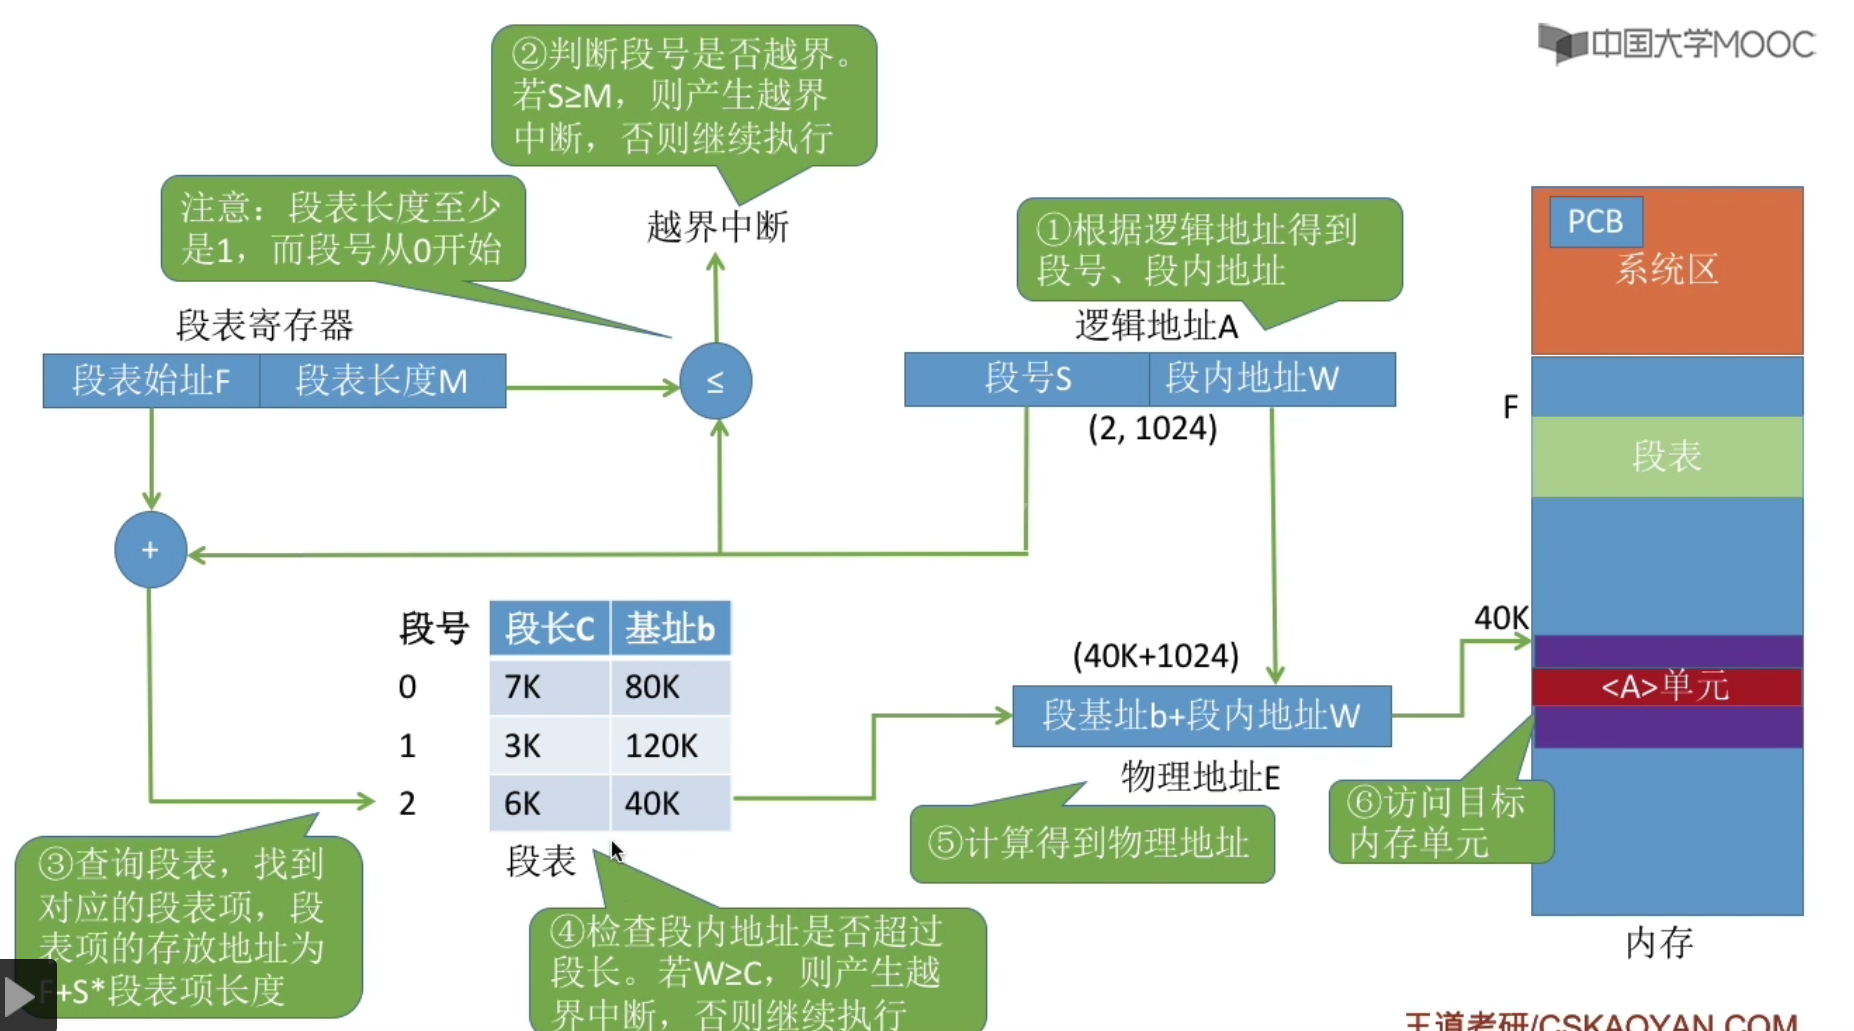 中国大学MOOC
②判断段号是否越界。
若S≥M，则产生越界
中断，否则继续执行
注意：段表长度至少
是1，而段号从0开始
越界中断
①根据逻辑地址得到
段号、段内地址
PCB
系统区
段表寄存器
逻辑地址A
段表始址F
段表长度M
≤
段号S
段内地址W
F
(2, 1024)
段表
+
40K
段号
段长C
基址b
(40K+1024)
0
7K
80K
<A>单元
段基址b+段内地址W
1
3K
120K
物理地址E
2
6K
40K
⑥访问目标
内存单元
⑤计算得到物理地址
段表
③查询段表，找到
对应的段表项，段
表项的存放地址为
F+S*段表项长度
④检查段内地址是否超过
段长。若W≥C，则产生越
界中断，否则继续执行
内存
王道考研/CSKAOYAN.COM